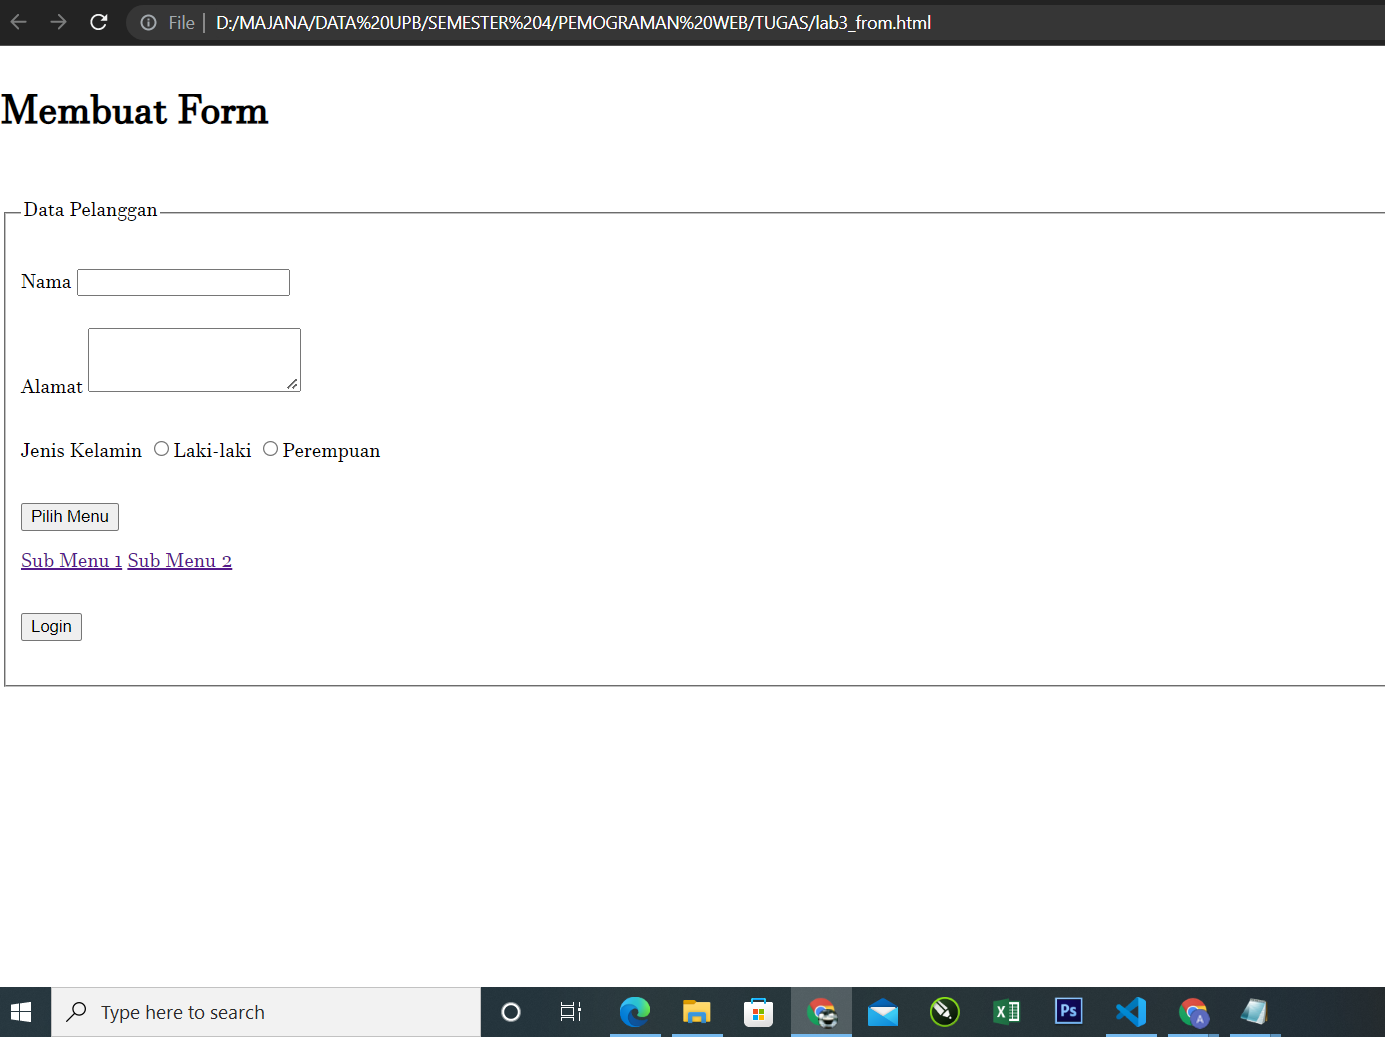 File | D:/MAJANA/DATA%20UPB/SEMESTER%204/PEMOGRAMAN%20WEB/TUGAS/lab3_from.html
Membuat Form
Data Pelanggan
Nama
Alamat
Jenis Kelamin Laki-laki Perempuan
Pilih Menu
Sub Menu 1 Sub Menu 2
Login
Type here to search
X
Ps
A